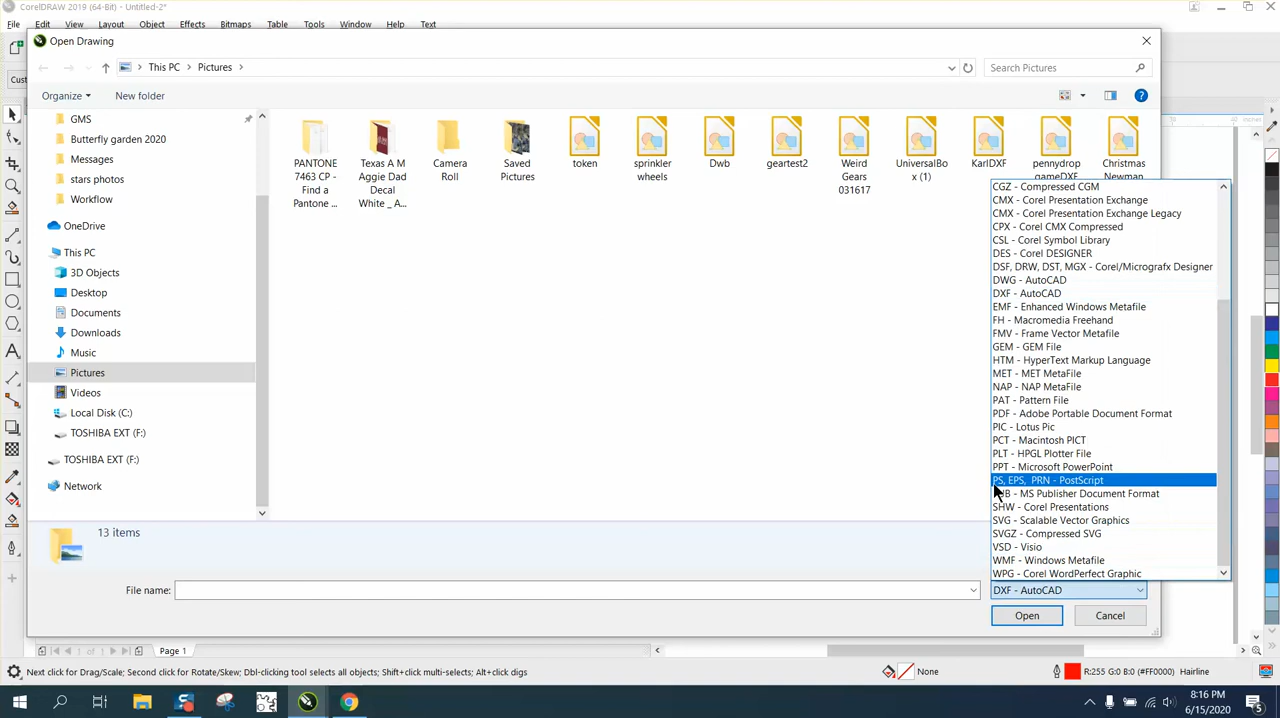 CorelDRAW 2019 (64-Bit) - Untitled-2*
File Edit View Layout Object Effects Bitmaps Table Tools Window Help Text
Open Drawing
This PC > Pictures >
Search Pictures
Organize
New folder
GMS
Butterfly garden 2020
Messages
stars photos
Workflow
OneDrive
This PC
3D Objects
Desktop
Documents
Downloads
Music
Pictures
Videos
Local Disk (C:)
TOSHIBA EXT (F:)
TOSHIBA EXT (F:)
Network
PANTONE
7463 CP -
Find a
Pantone ...
Texas A M
Aggie Dad
Decal
White _ A...
Camera
Roll
Saved
Pictures
token
sprinkler
wheels
Dwb
geartest2
Weird
Gears
031617
UniversalBo
x (1)
KarlDXF
pennydrop
gameDXF
Christmas
Newman
CGZ - Compressed CGM
CMX - Corel Presentation Exchange
CMX - Corel Presentation Exchange Legacy
CPX - Corel CMX Compressed
CSL - Corel Symbol Library
DES - Corel DESIGNER
DSF, DRW, DST, MGX - Corel/Micrografx Designer
DWG - AutoCAD
DXF - AutoCAD
EMF - Enhanced Windows Metafile
FH - Macromedia Freehand
FMV - Frame Vector Metafile
GEM - GEM File
HTM - HyperText Markup Language
MET - MET MetaFile
NAP - NAP MetaFile
PAT - Pattern File
PDF - Adobe Portable Document Format
PIC - Lotus Pic
PCT - Macintosh PICT
PLT - HPGL Plotter File
PPT - Microsoft PowerPoint
PS, EPS, PRN - PostScript
- MS Publisher Document Format
SHW - Corel Presentations
SVG - Scalable Vector Graphics
SVGZ - Compressed SVG
VSD - Visio
WMF - Windows Metafile
WPG - Corel WordPerfect Graphic
13 items
File name:
DXF - AutoCAD
Open
Cancel
Cust
inches
1 of 1
Page 1
Next click for Drag/Scale; Second click for Rotate/Skew; Dbl-clicking tool selects all objects; Shift+click multi-selects; Alt+click digs
None
R:255 G:0 B:0 (#FF0000) Hairline
8:16 PM
6/15/2020
5